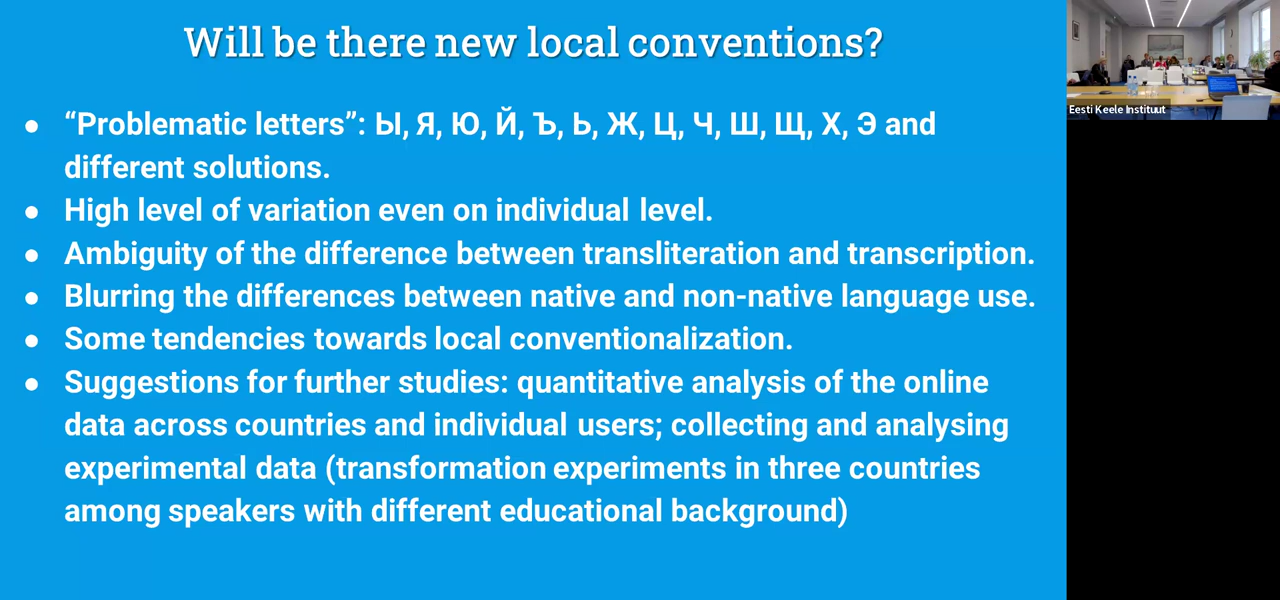 Will be there new local conventions?
● “Problematic letters”: Ы, Я, Ю, Й, Ъ, Ь, Ж, Ц, Ч, Ш, Щ, Х, Э and
different solutions.
● High level of variation even on individual level.
● Ambiguity of the difference between transliteration and transcription.
● Blurring the differences between native and non-native language use.
● Some tendencies towards local conventionalization.
● Suggestions for further studies: quantitative analysis of the online
data across countries and individual users; collecting and analysing
experimental data (transformation experiments in three countries
among speakers with different educational background)
Eesti Keele Instituut